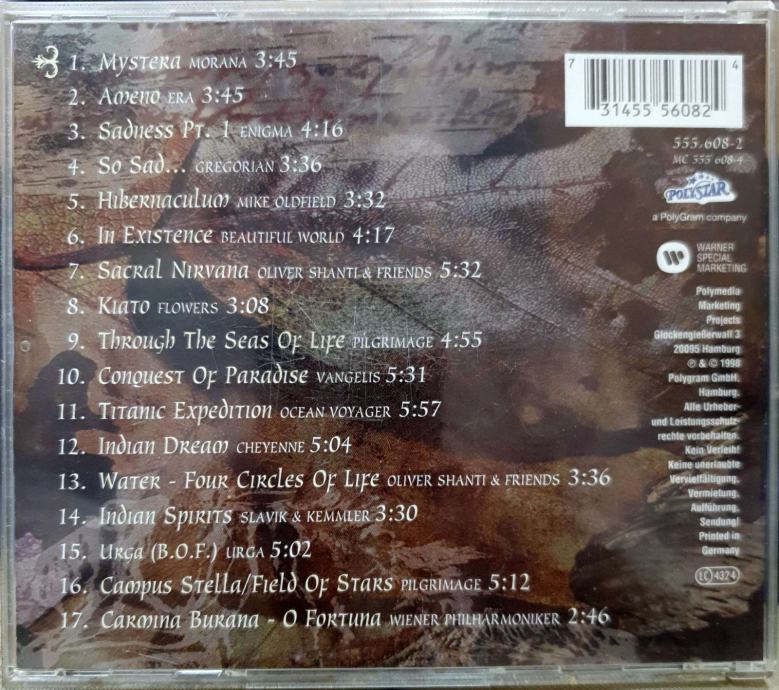 1. Mystera MORANA 3:45
2. Ameno ERA 3:45
3. Sadness Pt. 1 ENIGMA 4:16
4. So Sad... GREGORIAN 3:36
5. Hibernaculum MIKE OLDFIELD 3:32
6. In Existence BEAUTIFUL WORLD 4:17
7. Sacral Nirvana OLIVER SHANTI & FRIENDS 5:32
8. Kiato FLOWERS 3:08
9. Through The Seas Of Life PILGRIMAGE 4:55
10. Conquest Of Paradise VANGELIS 5:31
11. Titanic Expedition OCEAN VOYAGER 5:57
12. Indian Dream CHEYENNE 5:04
13. Water - Four Circles Of Life OLIVER SHANTI & FRIENDS 3:36
14. Indian Spirits SLAVIK & KEMMLER 3:30
15. Urga (B.O.F.) URGA 5:02
16. Campus Stella/Field Of Stars PILGRIMAGE 5:12
17. Carmina Burana - O Fortuna WIENER PHILHARMONIKER 2:46
7 31455 56082 4
555.608-2
MC 555 608-4
POLYSTAR
a PolyGram company
WARNER
SPECIAL
MARKETING
Polymedia
Marketing
Projects
Glockengießerwall 3
20095 Hamburg
℗ & © 1998
Polygram GmbH,
Hamburg.
Alle Urheber-
und Leistungsschutz-
rechte vorbehalten.
Kein Verleih!
Keine unerlaubte
Vervielfältigung,
Vermietung,
Aufführung,
Sendung!
Printed in
Germany
LC 4324